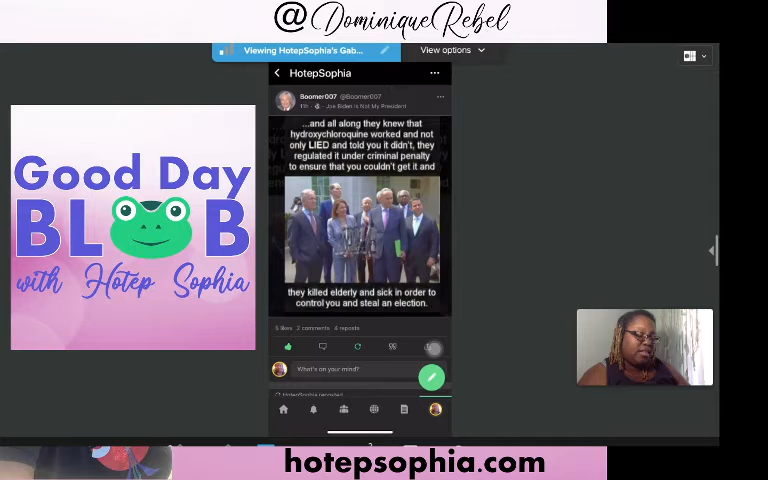 @DominiqueRebel
Viewing HotepSophia's Gab...
View options
HotepSophia
Boomer007 @Boomer007
Joe Biden Is Not My President
...and all along they knew that
hydroxychloroquine worked and not
only LIED and told you it didn't, they
regulated it under criminal penalty
to ensure that you couldn't get it and
they killed elderly and sick in order to
control you and steal an election.
5 likes 2 comments 4 reposts
What's on your mind?
HotepSophia reposted
Good Day
BLOB
with Hotep Sophia
hotepsophia.com